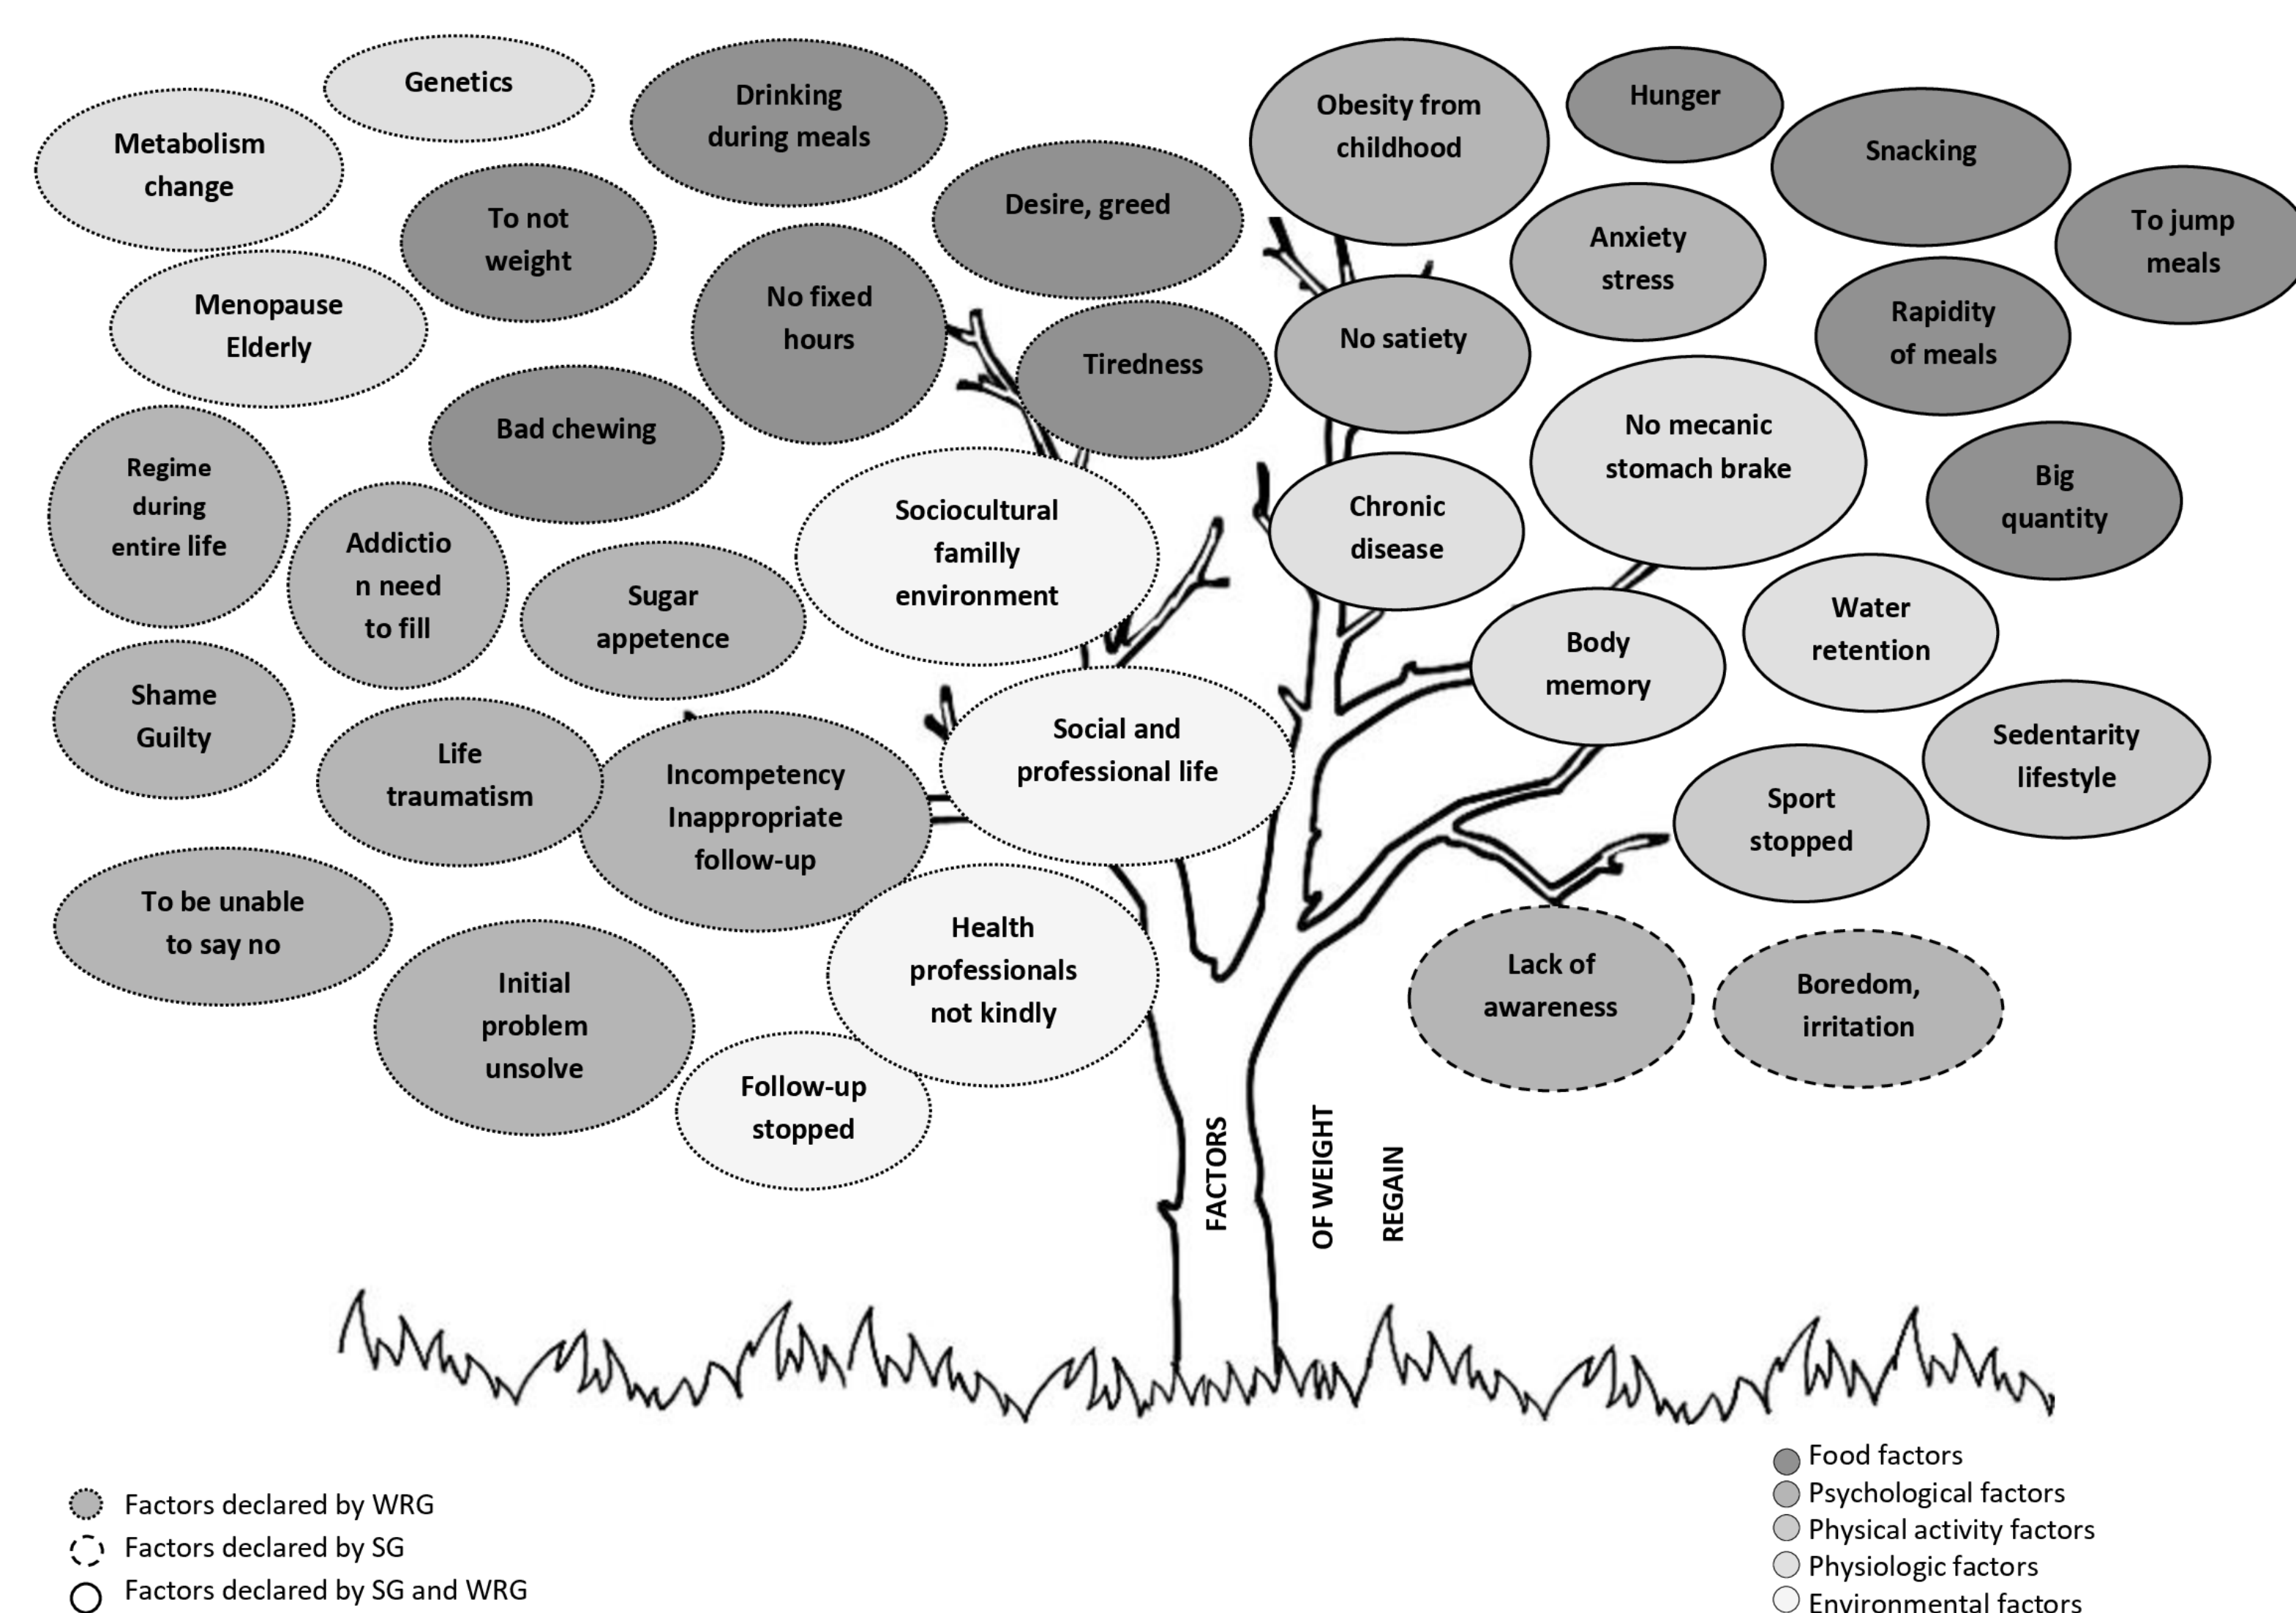 Genetics
Metabolism
change
Drinking
during meals
To not
weight
Desire, greed
Menopause
Elderly
No fixed
hours
Tiredness
Bad chewing
Regime
during
entire life
Addictio
n need
to fill
Sugar
appetence
Sociocultural
familly
environment
Shame
Guilty
Life
traumatism
Incompetency
Inappropriate
follow-up
Social and
professional life
To be unable
to say no
Initial
problem
unsolve
Health
professionals
not kindly
Follow-up
stopped
Obesity from
childhood
Hunger
Snacking
To jump
meals
Anxiety
stress
No satiety
Rapidity
of meals
No mecanic
stomach brake
Chronic
disease
Big
quantity
Body
memory
Water
retention
Sedentarity
lifestyle
Sport
stopped
Lack of
awareness
Boredom,
irritation
FACTORS
OF WEIGHT
REGAIN
Factors declared by WRG
Factors declared by SG
Factors declared by SG and WRG
Food factors
Psychological factors
Physical activity factors
Physiologic factors
Environmental factors